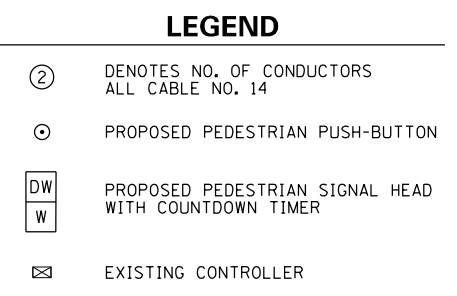 LEGEND
2 DENOTES NO. OF CONDUCTORS
ALL CABLE NO. 14
PROPOSED PEDESTRIAN PUSH-BUTTON
DW PROPOSED PEDESTRIAN SIGNAL HEAD
W WITH COUNTDOWN TIMER
EXISTING CONTROLLER